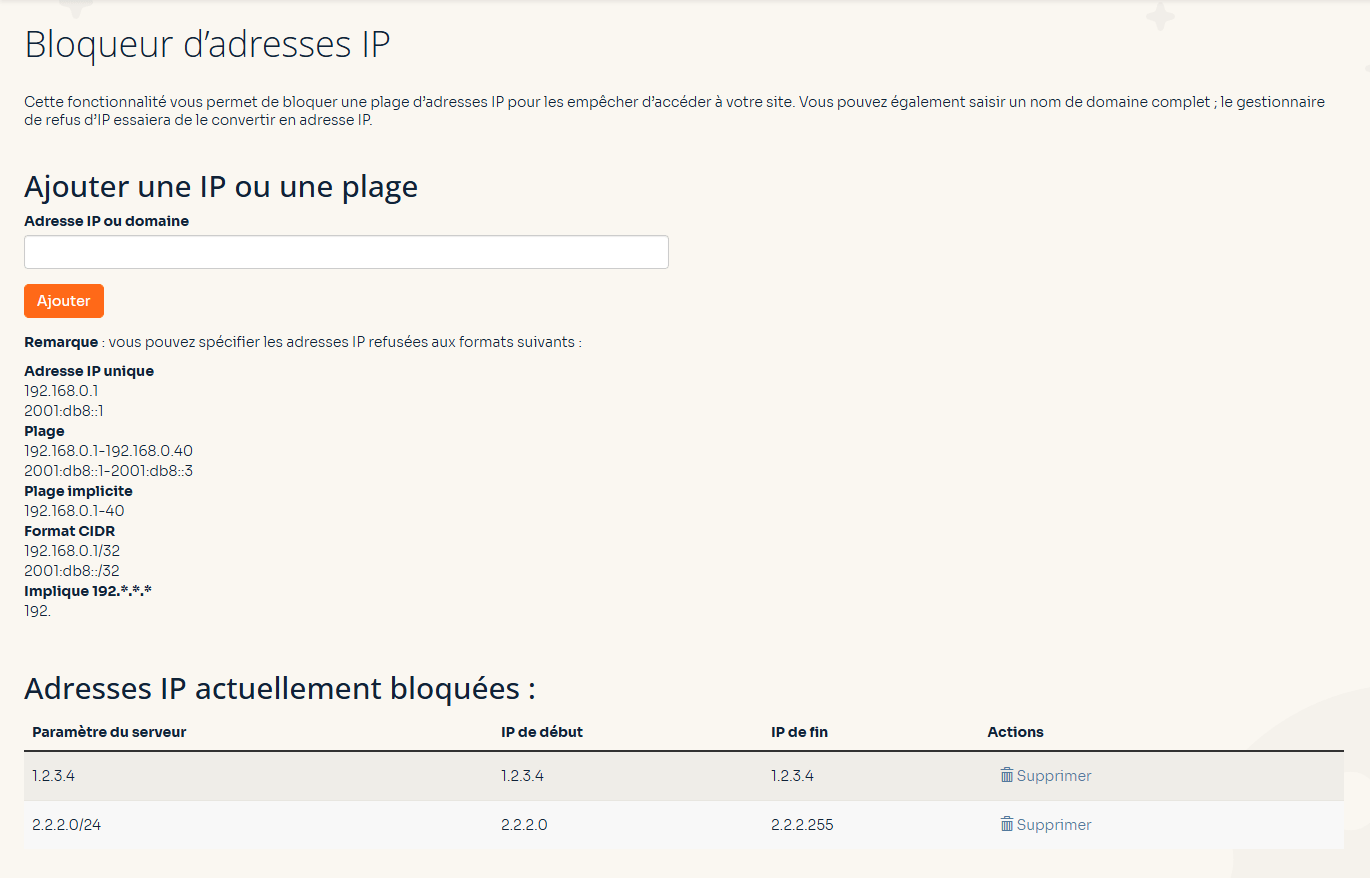 Bloqueur d’adresses IP
Cette fonctionnalité vous permet de bloquer une plage d’adresses IP pour les empêcher d’accéder à votre site. Vous pouvez également saisir un nom de domaine complet ; le gestionnaire
de refus d’IP essaiera de le convertir en adresse IP.
Ajouter une IP ou une plage
Adresse IP ou domaine
Ajouter
Remarque : vous pouvez spécifier les adresses IP refusées aux formats suivants :
Adresse IP unique
192.168.0.1
2001:db8::1
Plage
192.168.0.1-192.168.0.40
2001:db8::1-2001:db8::3
Plage implicite
192.168.0.1-40
Format CIDR
192.168.0.1/32
2001:db8::/32
Implique 192.*.*.*
192.
Adresses IP actuellement bloquées :
Paramètre du serveur IP de début IP de fin Actions
1.2.3.4 1.2.3.4 1.2.3.4 Supprimer
2.2.2.0/24 2.2.2.0 2.2.2.255 Supprimer